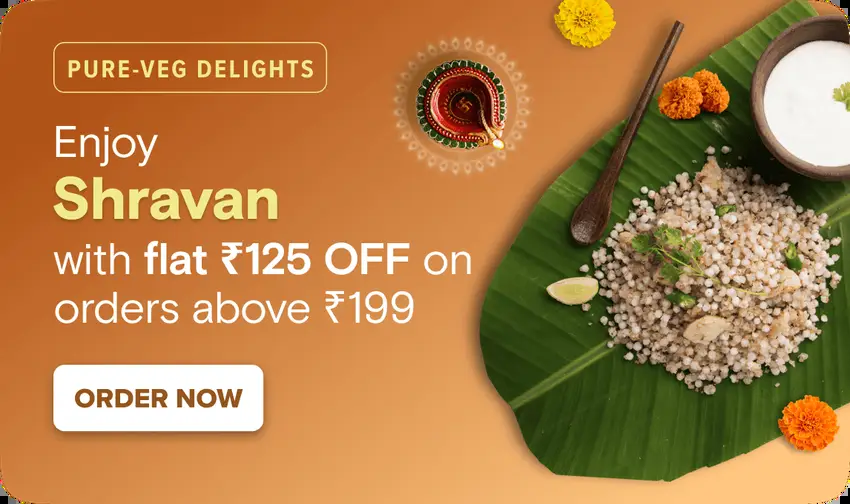 PURE-VEG DELIGHTS
Enjoy
Shravan
with flat ₹125 OFF on
orders above ₹199
ORDER NOW